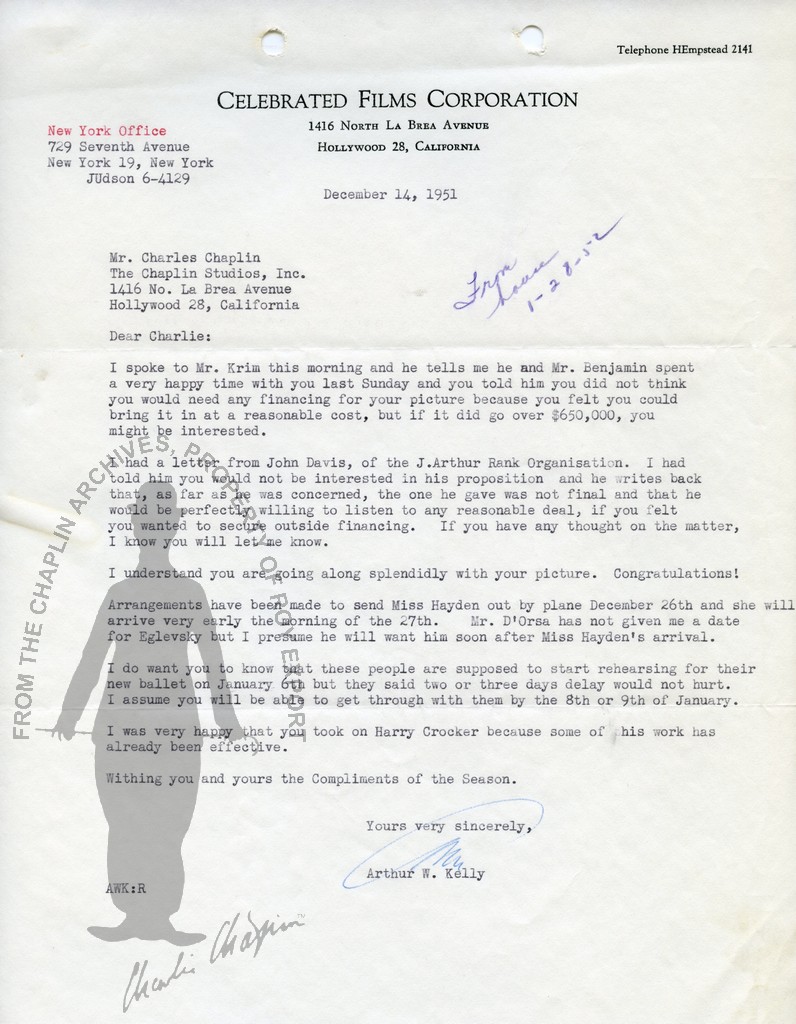 Telephone HEmpstead 2141
CELEBRATED FILMS CORPORATION
1416 NORTH LA BREA AVENUE
HOLLYWOOD 28, CALIFORNIA
New York Office
729 Seventh Avenue
New York 19, New York
JUdson 6-4129
December 14, 1951
From
house
1-28-52
Mr. Charles Chaplin
The Chaplin Studios, Inc.
1416 No. La Brea Avenue
Hollywood 28, California
Dear Charlie:
I spoke to Mr. Krim this morning and he tells me he and Mr. Benjamin spent
a very happy time with you last Sunday and you told him you did not think
you would need any financing for your picture because you felt you could
bring it in at a reasonable cost, but if it did go over $650,000, you
might be interested.
I had a letter from John Davis, of the J.Arthur Rank Organisation. I had
told him you would not be interested in his proposition and he writes back
that, as far as he was concerned, the one he gave was not final and that he
would be perfectly willing to listen to any reasonable deal, if you felt
you wanted to secure outside financing. If you have any thought on the matter,
I know you will let me know.
I understand you are going along splendidly with your picture. Congratulations!
Arrangements have been made to send Miss Hayden out by plane December 26th and she will
arrive very early the morning of the 27th. Mr. D'Orsa has not given me a date
for Eglevsky but I presume he will want him soon after Miss Hayden's arrival.
I do want you to know that these people are supposed to start rehearsing for their
new ballet on January 6th but they said two or three days delay would not hurt.
I assume you will be able to get through with them by the 8th or 9th of January.
I was very happy that you took on Harry Crocker because some of his work has
already been effective.
Withing you and yours the Compliments of the Season.
Yours very sincerely,
Arthur W. Kelly
AWK:R
FROM THE CHAPLIN ARCHIVES, PROPERTY OF ROY EXPORT
Charlie Chaplin